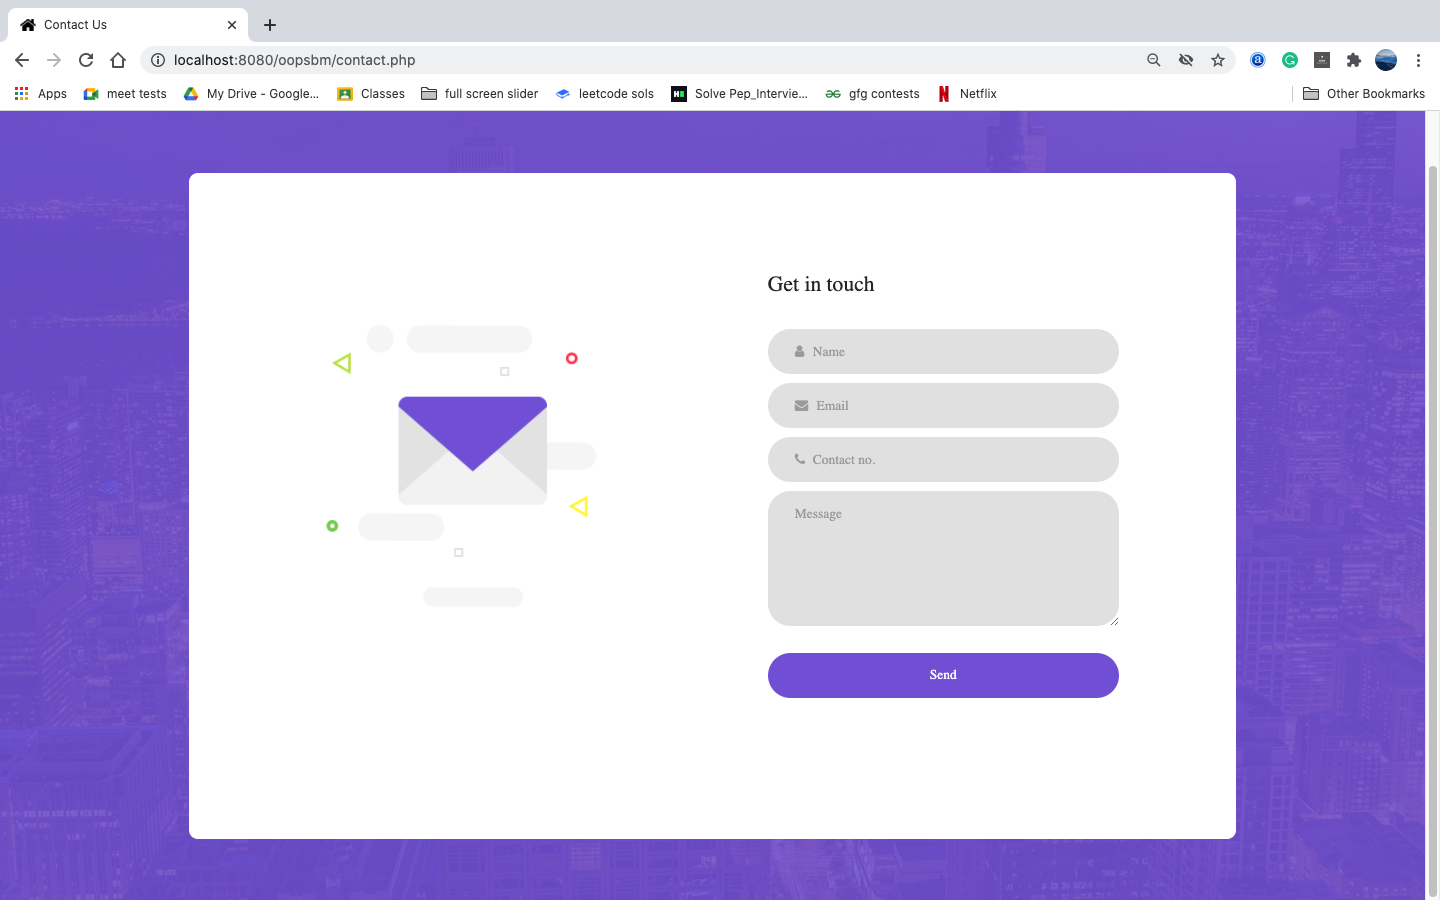 Contact Us
localhost:8080/oopsbm/contact.php
Apps meet tests My Drive - Google... Classes full screen slider leetcode sols Solve Pep_Intervie... gfg contests Netflix Other Bookmarks
Get in touch
Name
Email
Contact no.
Message
Send